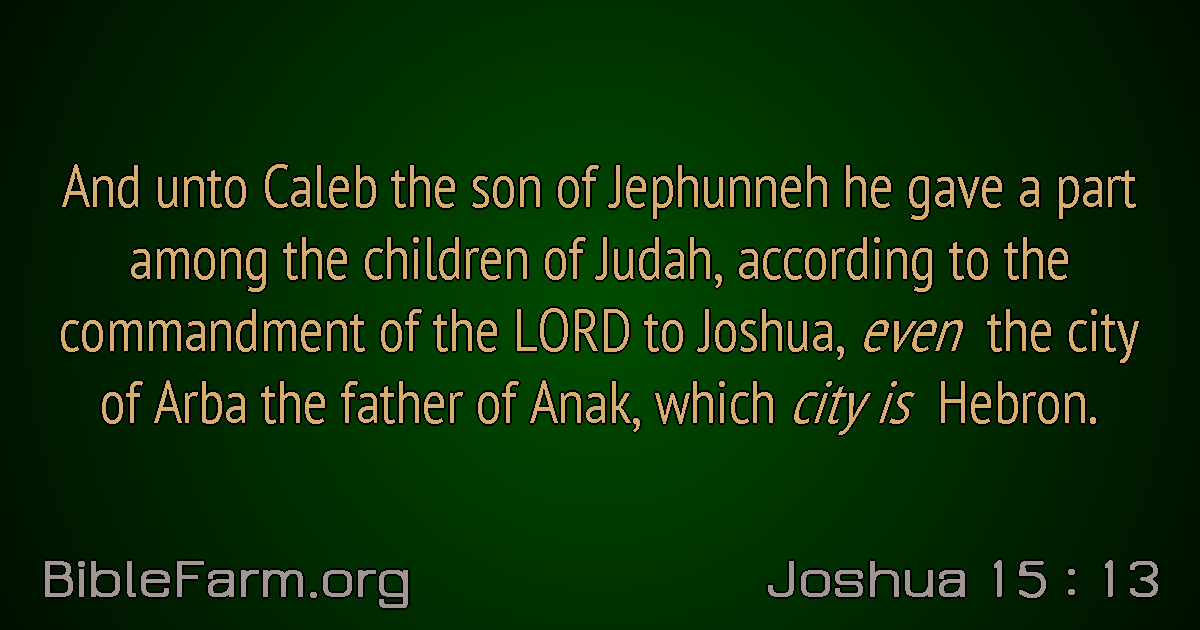 And unto Caleb the son of Jephunneh he gave a part
among the children of Judah, according to the
commandment of the LORD to Joshua, even the city
of Arba the father of Anak, which city is Hebron.
BibleFarm.org
Joshua 15 : 13